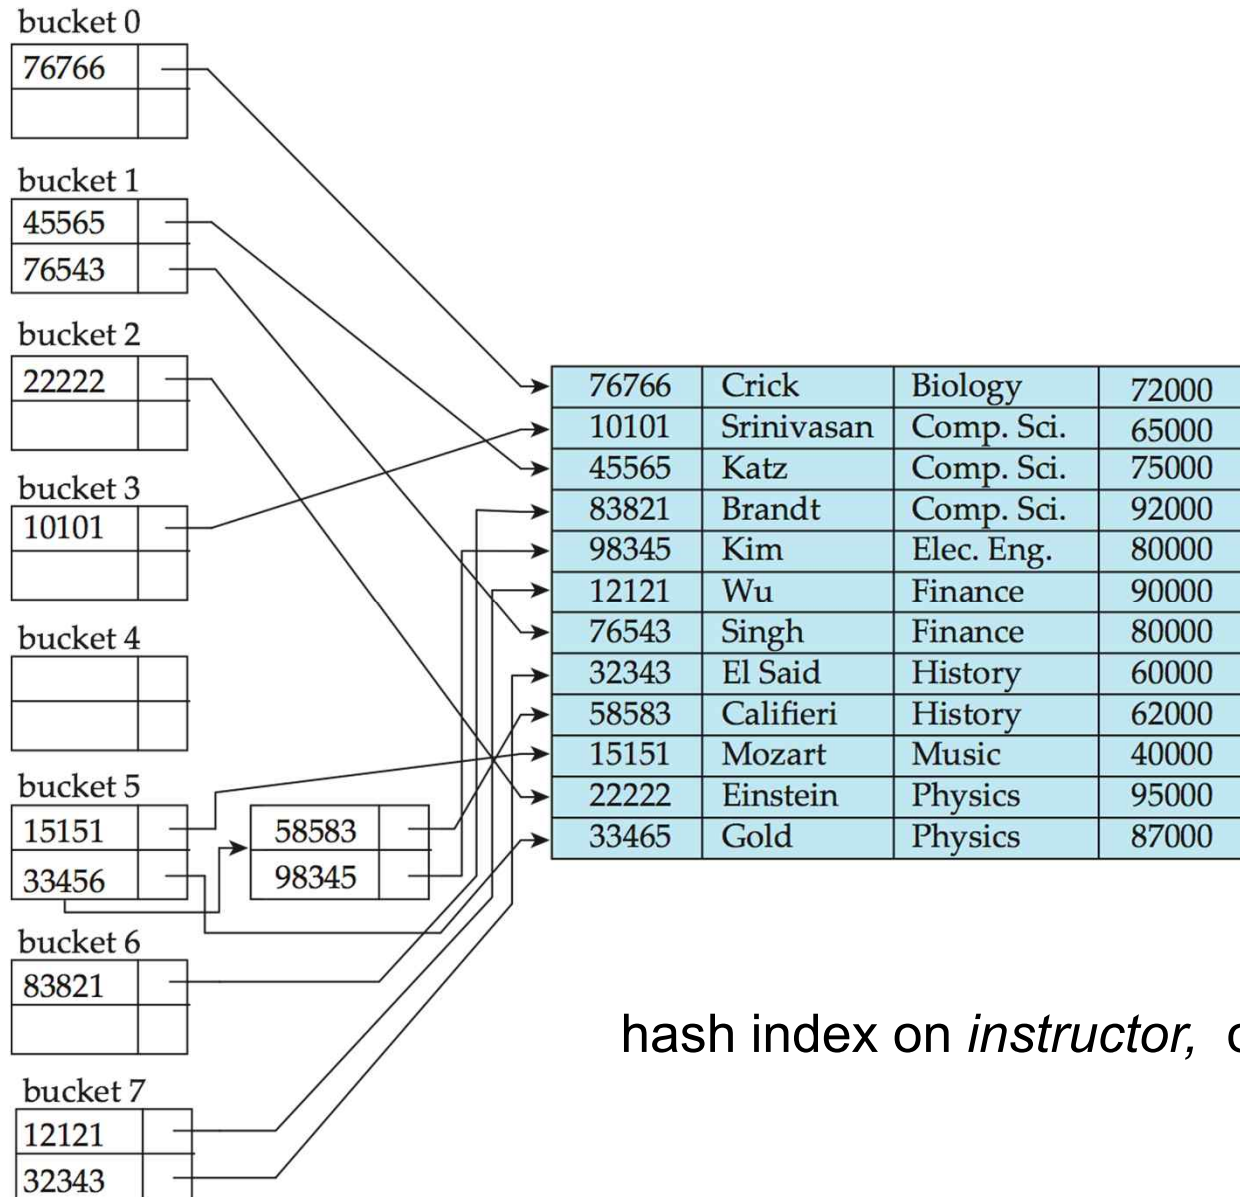 bucket 0
76766
bucket 1
45565
76543
bucket 2
22222
bucket 3
10101
bucket 4
bucket 5
15151
33456
58583
98345
bucket 6
83821
bucket 7
12121
32343
76766 Crick Biology 72000
10101 Srinivasan Comp. Sci. 65000
45565 Katz Comp. Sci. 75000
83821 Brandt Comp. Sci. 92000
98345 Kim Elec. Eng. 80000
12121 Wu Finance 90000
76543 Singh Finance 80000
32343 El Said History 60000
58583 Califieri History 62000
15151 Mozart Music 40000
22222 Einstein Physics 95000
33465 Gold Physics 87000
hash index on instructor,